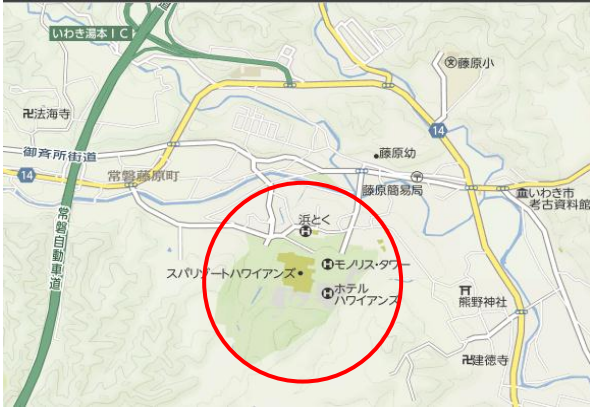 いわき湯本IC
藤原小
法海寺
14
御斉所街道
藤原幼
14
常磐藤原町
藤原簡易局
いわき市
考古資料館
浜とく
常磐自動車道
モノリス・タワー
スパリゾートハワイアンズ
ホテル
ハワイアンズ
熊野神社
建徳寺